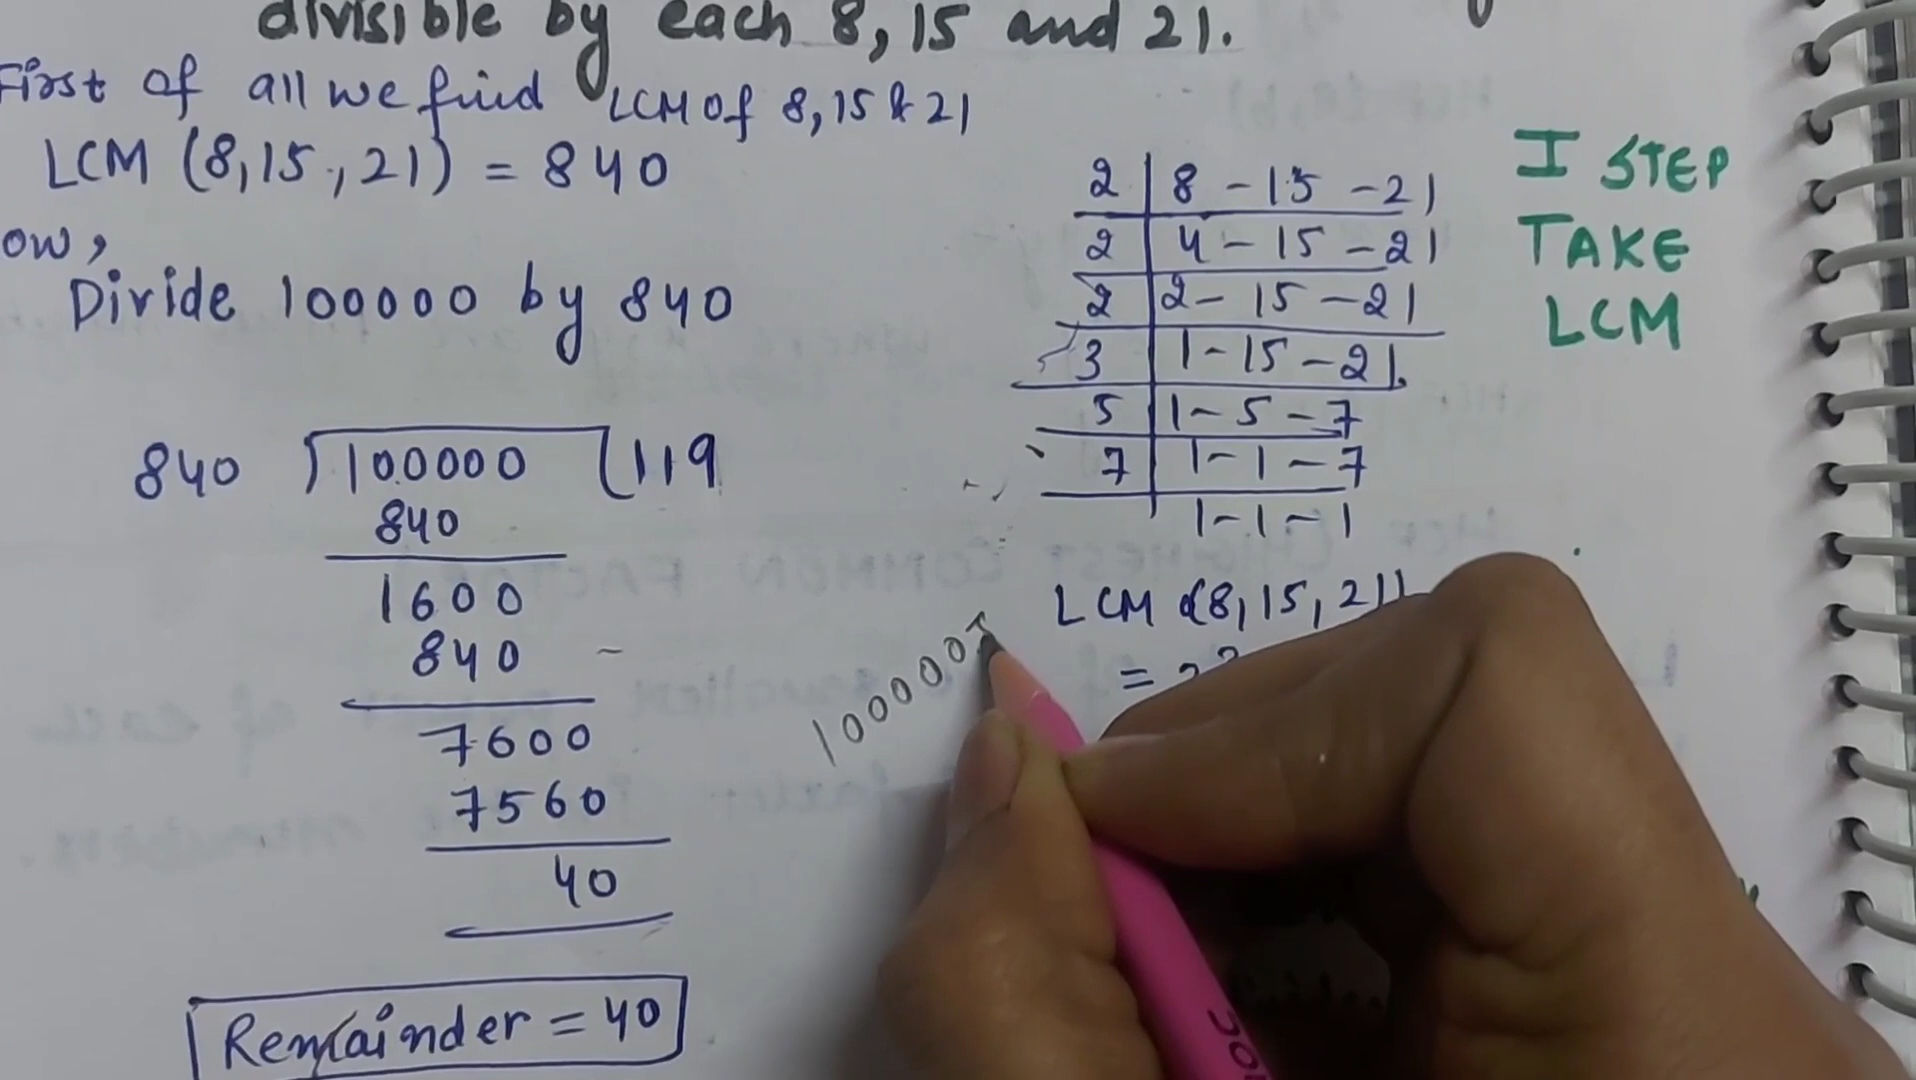 divisible by each 8, 15 and 21.
First of all we find LCM of 8, 15 & 21
LCM (8, 15, 21) = 840
ow,
Divide 100000 by 840
840 ) 100000 ( 119
840
1600
840
7600
7560
40
Remainder = 40
2 | 8 - 15 - 21
2 | 4 - 15 - 21
2 | 2 - 15 - 21
3 | 1 - 15 - 21
5 | 1 - 5 - 7
7 | 1 - 1 - 7
1 - 1 - 1
I STEP
TAKE
LCM
LCM (8, 15, 21)
=
100000
JOI